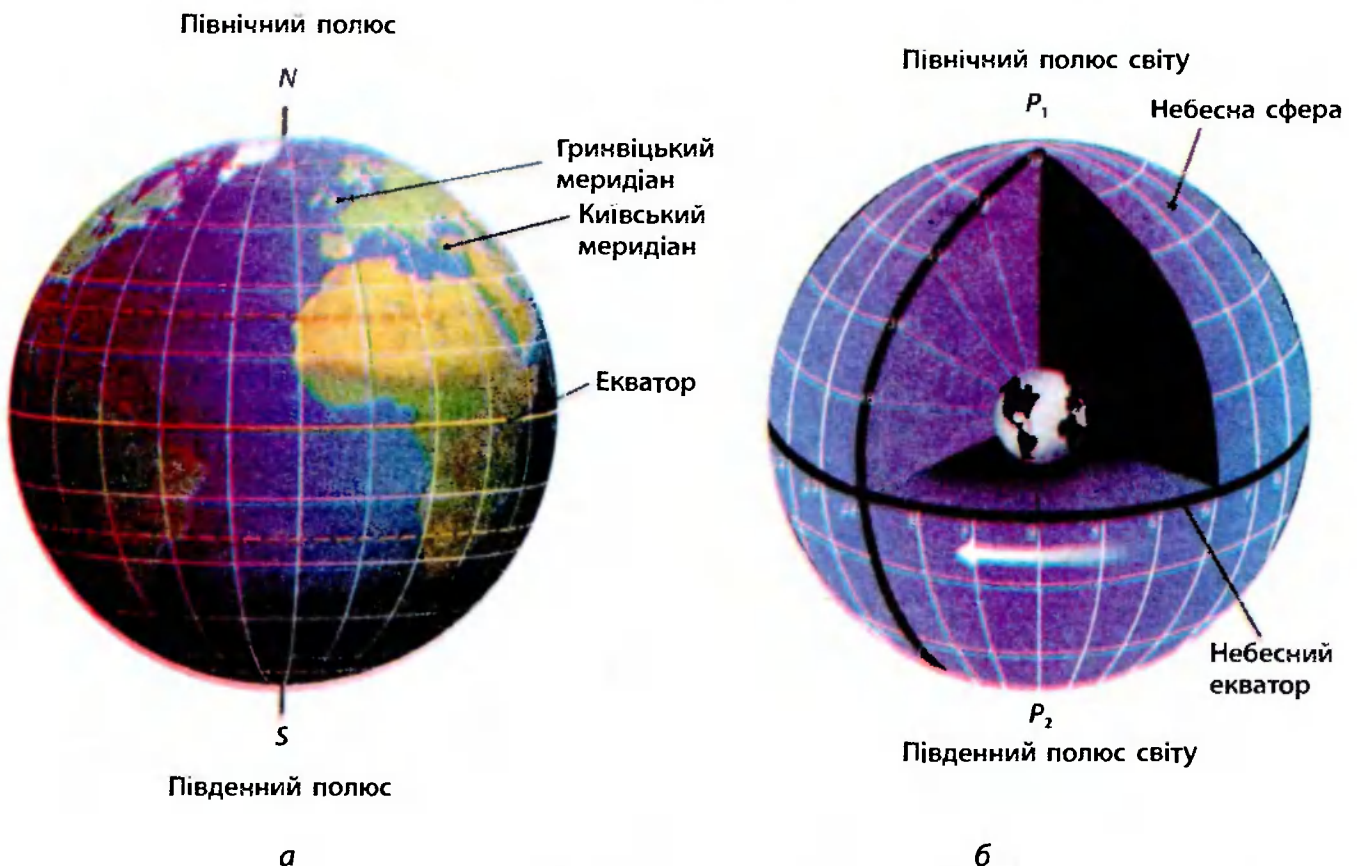 Північний полюс
N
Гринвіцький
меридіан
Київський
меридіан
Екватор
S
Південний полюс
а
Північний полюс світу
P₁
Небесна сфера
Небесний
екватор
P₂
Південний полюс світу
б